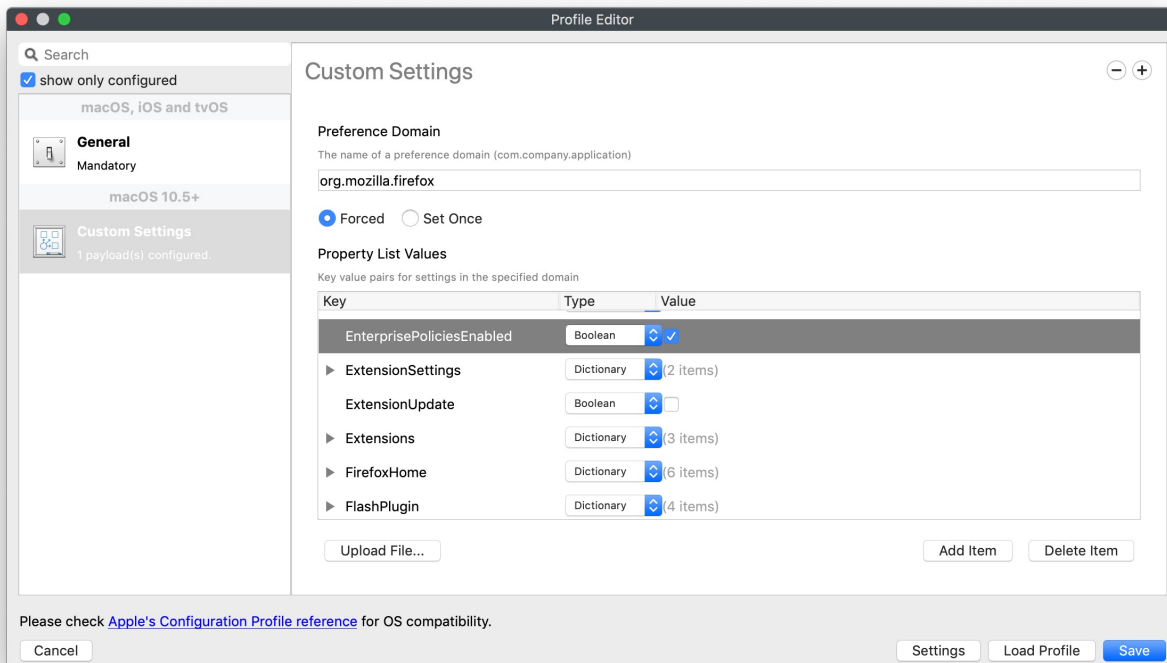 Profile Editor
Search
show only configured
macOS, iOS and tvOS
General
Mandatory
macOS 10.5+
Custom Settings
1 payload(s) configured.
Custom Settings
Preference Domain
The name of a preference domain (com.company.application)
org.mozilla.firefox
Forced Set Once
Property List Values
Key value pairs for settings in the specified domain
Key Type Value
EnterprisePoliciesEnabled Boolean
ExtensionSettings Dictionary (2 items)
ExtensionUpdate Boolean
Extensions Dictionary (3 items)
FirefoxHome Dictionary (6 items)
FlashPlugin Dictionary (4 items)
Upload File... Add Item Delete Item
Please check Apple's Configuration Profile reference for OS compatibility.
Cancel Settings Load Profile Save